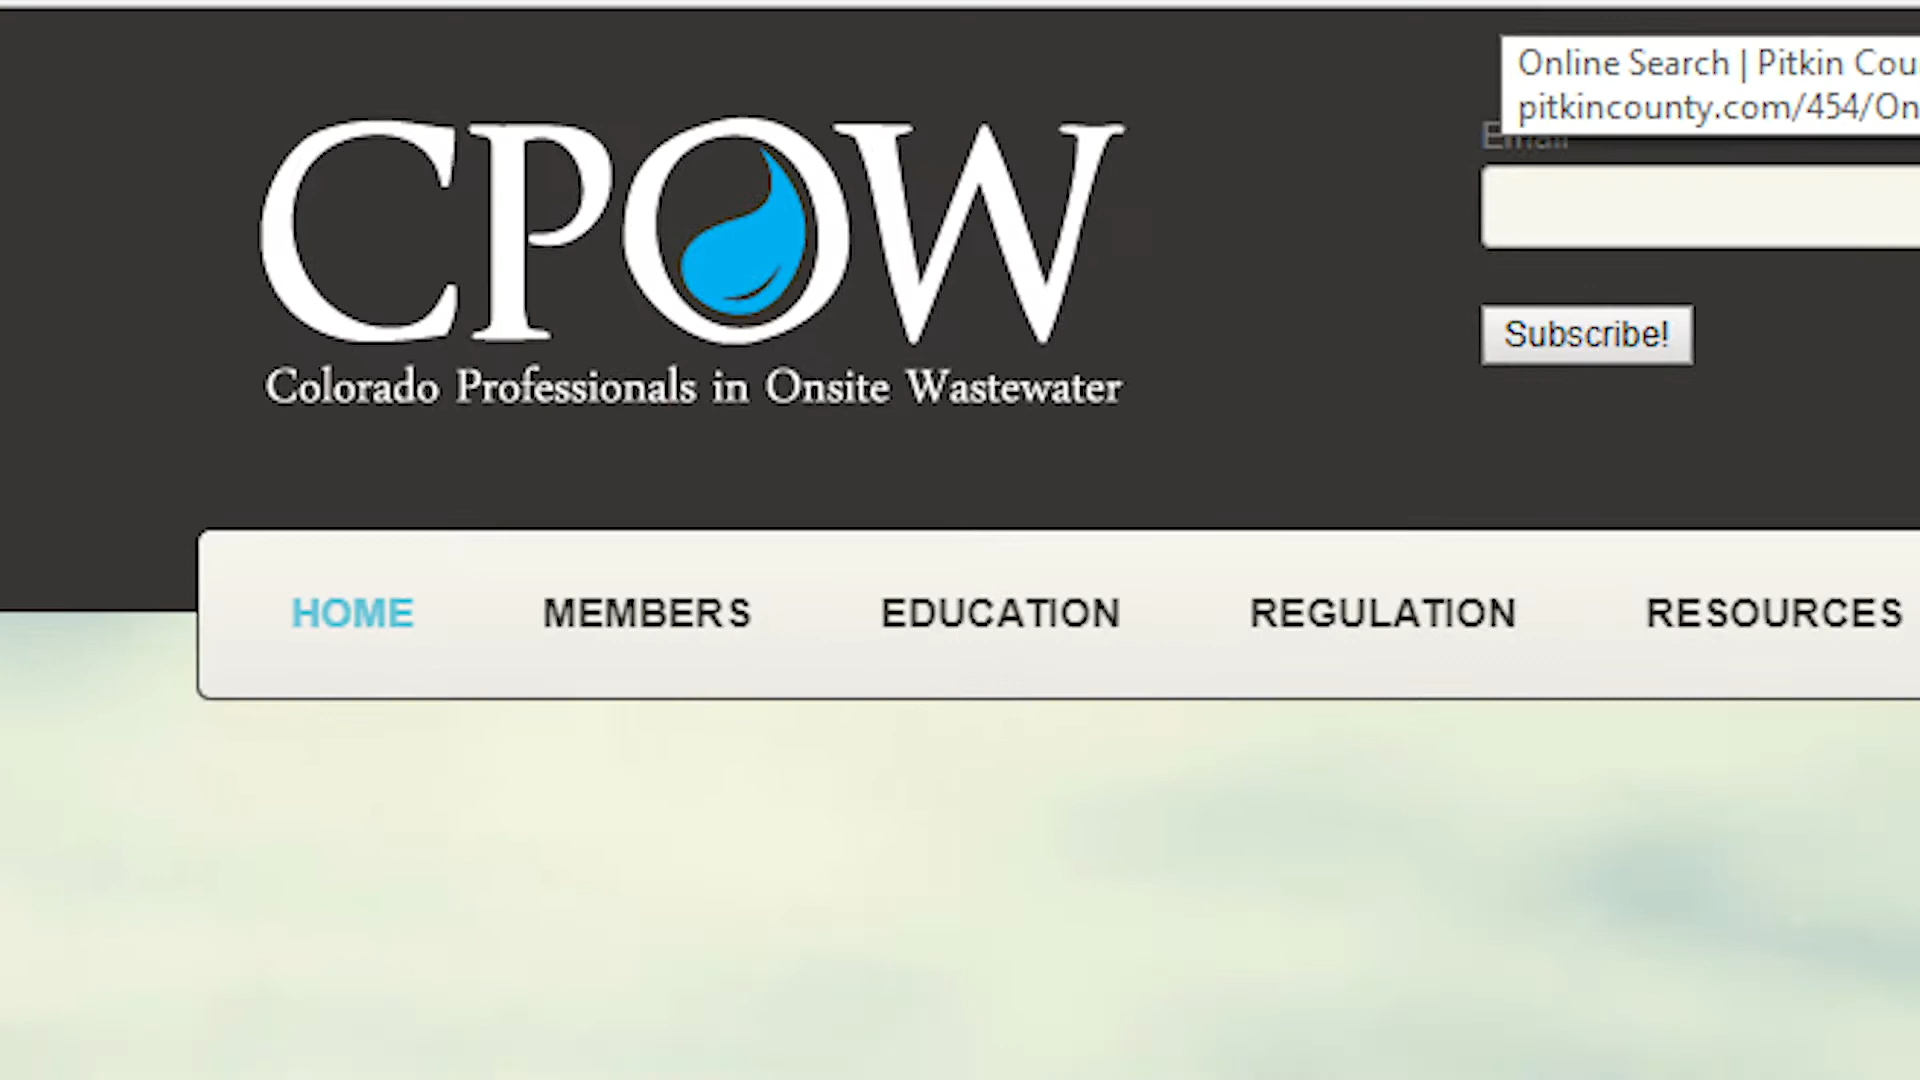 Online Search | Pitkin Cou
pitkincounty.com/454/On
Email
CPOW
Colorado Professionals in Onsite Wastewater
Subscribe!
HOME MEMBERS EDUCATION REGULATION RESOURCES